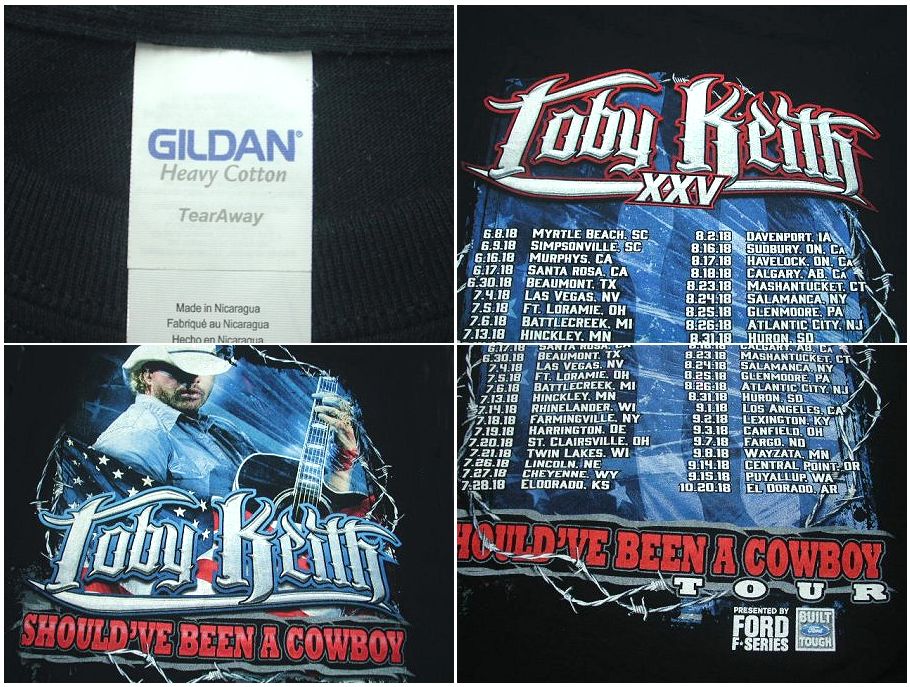 GILDAN®
Heavy Cotton
TearAway
Made in Nicaragua
Fabriqué au Nicaragua
Hecho en Nicaragua
Toby Keith
XXV
6.8.18 MYRTLE BEACH, SC
6.9.18 SIMPSONVILLE, SC
6.16.18 MURPHYS, CA
6.17.18 SANTA ROSA, CA
6.30.18 BEAUMONT, TX
7.4.18 LAS VEGAS, NV
7.5.18 FT. LORAMIE, OH
7.6.18 BATTLECREEK, MI
7.13.18 HINCKLEY, MN
8.2.18 DAVENPORT, IA
8.16.18 SUDBURY, ON, CA
8.17.18 HAVELOCK, ON, CA
8.18.18 CALGARY, AB, CA
8.23.18 MASHANTUCKET, CT
8.24.18 SALAMANCA, NY
8.25.18 GLENMOORE, PA
8.26.18 ATLANTIC CITY, NJ
8.31.18 HURON, SD
Toby Keith
SHOULD'VE BEEN A COWBOY
6.17.18 SANTA ROSA, CA
6.30.18 BEAUMONT, TX
7.4.18 LAS VEGAS, NV
7.5.18 FT. LORAMIE, OH
7.6.18 BATTLECREEK, MI
7.13.18 HINCKLEY, MN
7.14.18 RHINELANDER, WI
7.18.18 FARMINGVILLE, NY
7.19.18 HARRINGTON, DE
7.20.18 ST. CLAIRSVILLE, OH
7.21.18 TWIN LAKES, WI
7.26.18 LINCOLN, NE
7.27.18 CHEYENNE, WY
7.28.18 ELDORADO, KS
8.18.18 CALGARY, AB, CA
8.23.18 MASHANTUCKET, CT
8.24.18 SALAMANCA, NY
8.25.18 GLENMOORE, PA
8.26.18 ATLANTIC CITY, NJ
8.31.18 HURON, SD
9.1.18 LOS ANGELES, CA
9.2.18 LEXINGTON, KY
9.3.18 CANFIELD, OH
9.7.18 FARGO, ND
9.8.18 WAYZATA, MN
9.14.18 CENTRAL POINT, OR
9.15.18 PUYALLUP, WA
10.20.18 EL DORADO, AR
SHOULD'VE BEEN A COWBOY
TOUR
PRESENTED BY
FORD
F-SERIES
BUILT
Ford
TOUGH